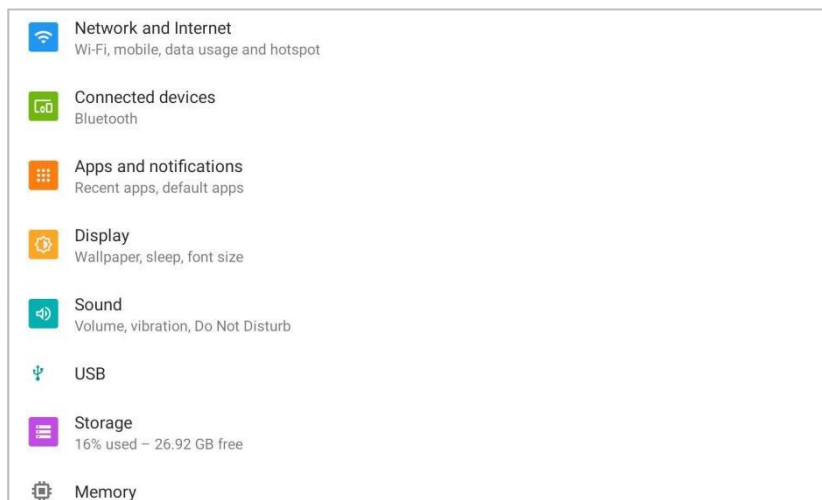 Network and Internet
Wi-Fi, mobile, data usage and hotspot
Connected devices
Bluetooth
Apps and notifications
Recent apps, default apps
Display
Wallpaper, sleep, font size
Sound
Volume, vibration, Do Not Disturb
USB
Storage
16% used – 26.92 GB free
Memory